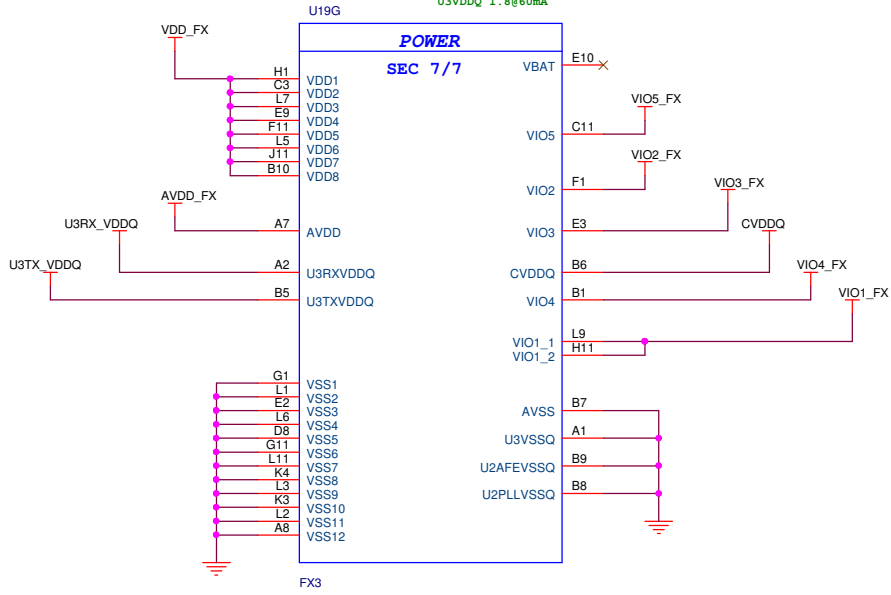 U3VDDQ 1.8@60mA
U19G
VDD_FX
POWER
SEC 7/7
H1 VDD1
C3 VDD2
L7 VDD3
E9 VDD4
F11 VDD5
L5 VDD6
J11 VDD7
B10 VDD8
AVDD_FX
A7 AVDD
U3RX_VDDQ
A2 U3RXVDDQ
U3TX_VDDQ
B5 U3TXVDDQ
G1 VSS1
L1 VSS2
E2 VSS3
L6 VSS4
D8 VSS5
G11 VSS6
L11 VSS7
K4 VSS8
L3 VSS9
K3 VSS10
L2 VSS11
A8 VSS12
VBAT E10
VIO5 C11 VIO5_FX
VIO2 F1 VIO2_FX
VIO3 E3 VIO3_FX
CVDDQ B6 CVDDQ
VIO4 B1 VIO4_FX
VIO1_1 L9 VIO1_FX
VIO1_2 H11
AVSS B7
U3VSSQ A1
U2AFEVSSQ B9
U2PLLVSSQ B8
FX3